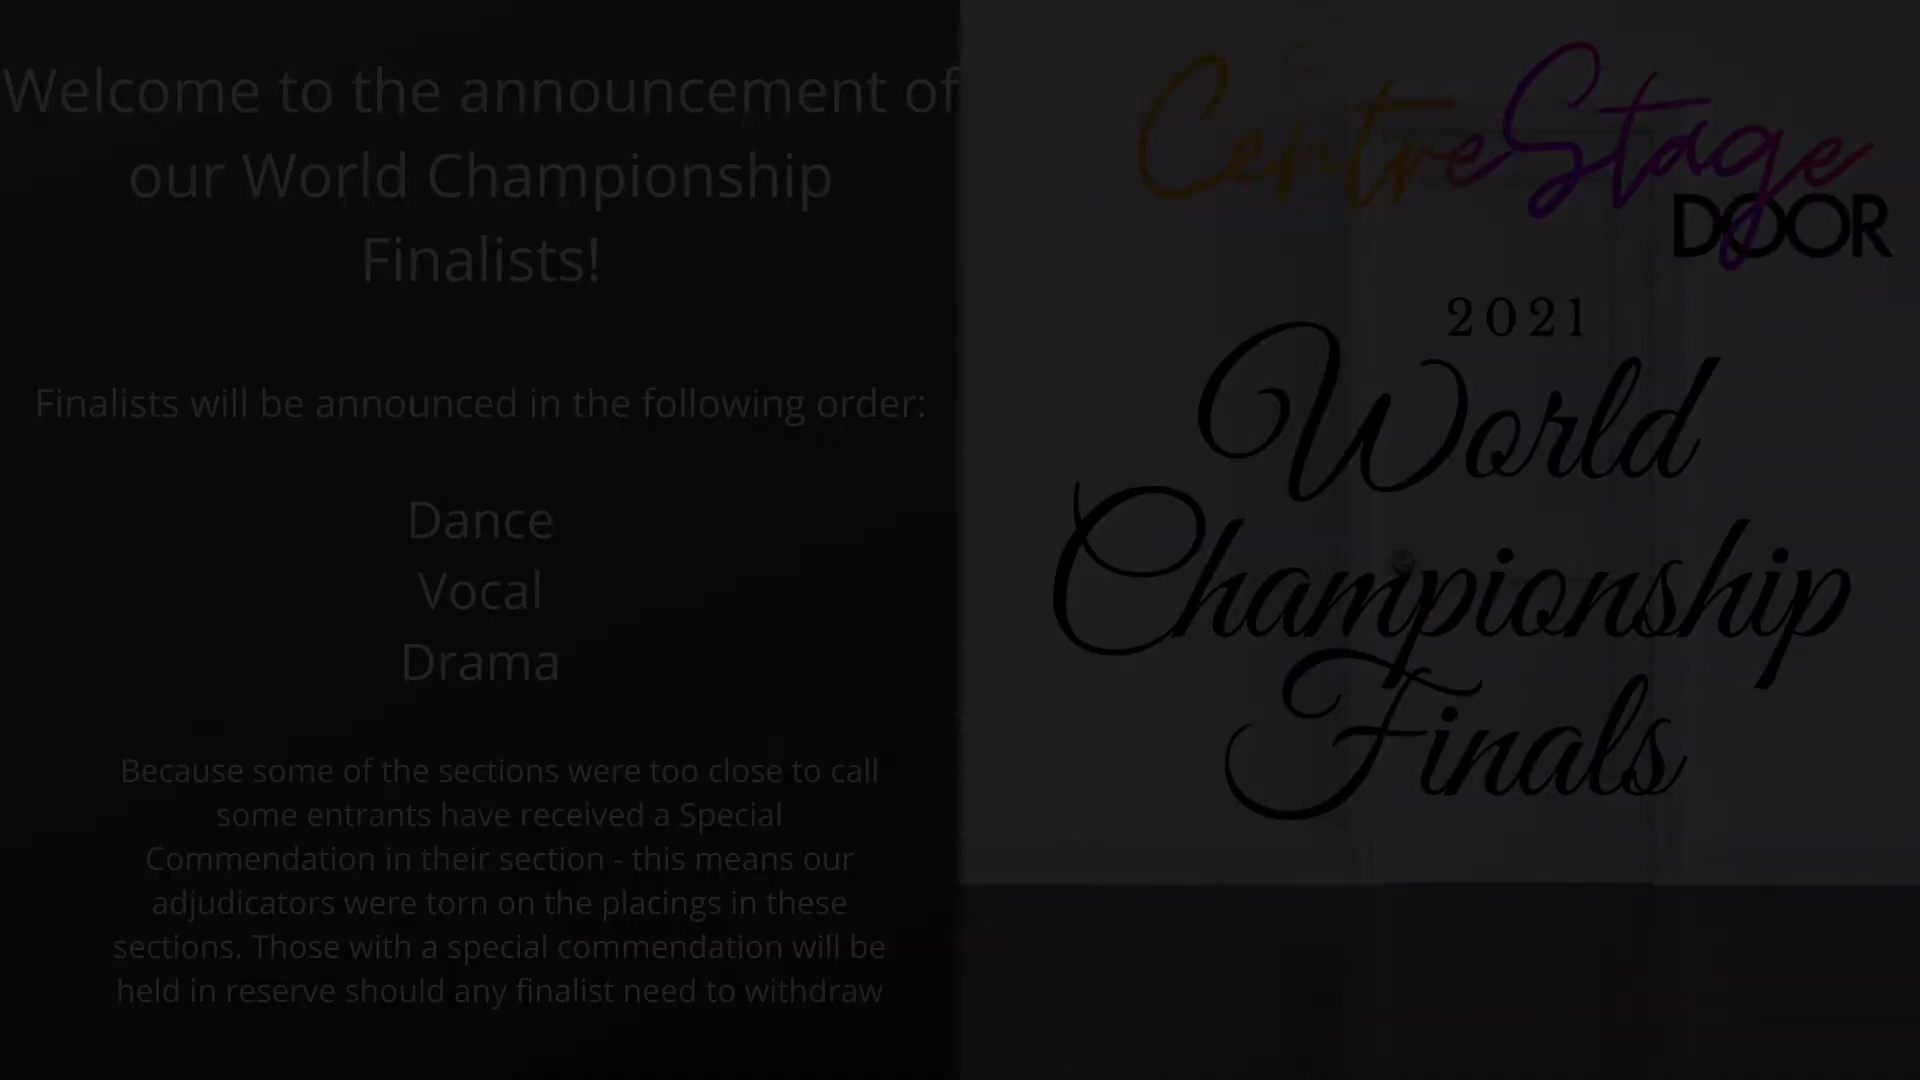 Welcome to the announcement of
our World Championship
Finalists!
Finalists will be announced in the following order:
Dance
Vocal
Drama
Because some of the sections were too close to call
some entrants have received a Special
Commendation in their section - this means our
adjudicators were torn on the placings in these
sections. Those with a special commendation will be
held in reserve should any finalist need to withdraw
CentreStage
DOOR
2021
World
Championship
Finals